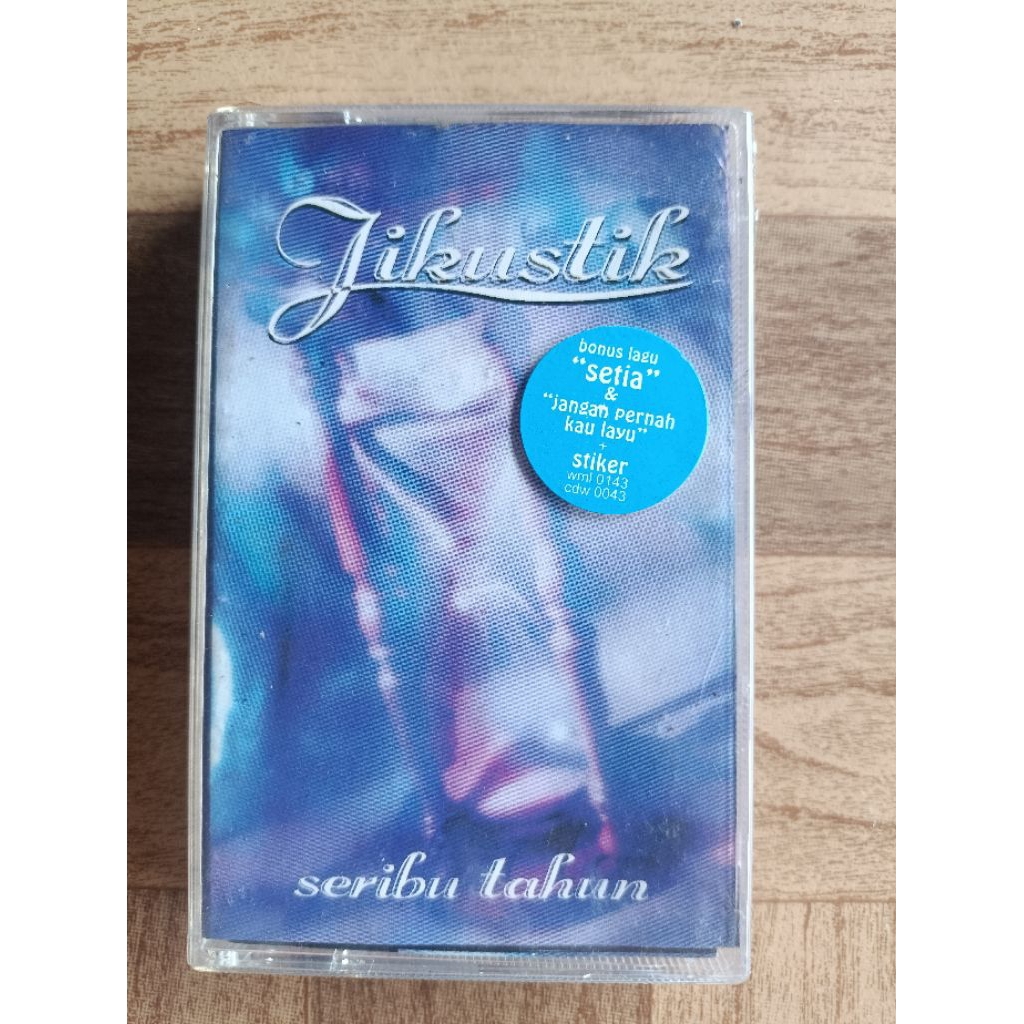 Jikustik
bonus lagu
"setia"
&
"jangan pernah
kau layu"
+
stiker
wml 0143
cdw 0043
seribu tahun